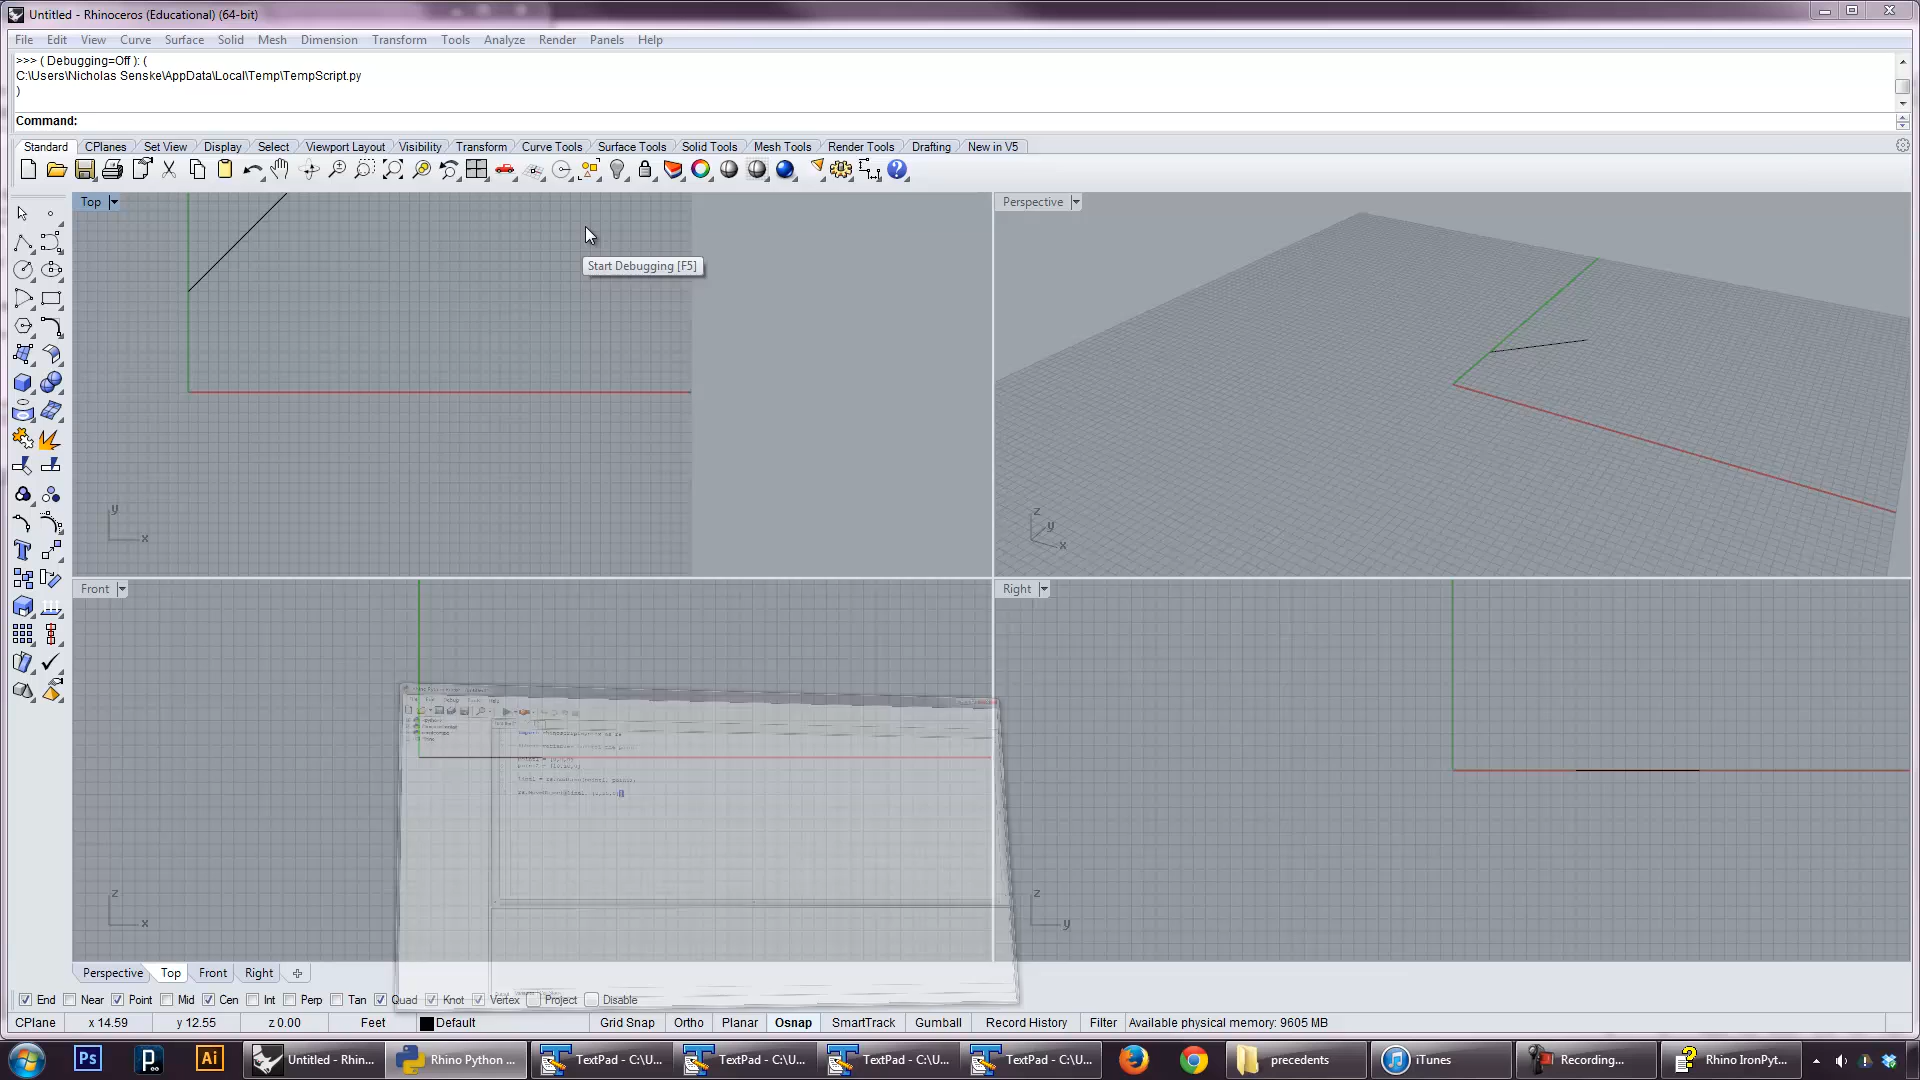 Untitled - Rhinoceros (Educational) (64-bit)
File Edit View Curve Surface Solid Mesh Dimension Transform Tools Analyze Render Panels Help
>>> ( Debugging=Off ): (
C:\Users\Nicholas Senske\AppData\Local\Temp\TempScript.py
)
Command:
Standard CPlanes Set View Display Select Viewport Layout Visibility Transform Curve Tools Surface Tools Solid Tools Mesh Tools Render Tools Drafting New in V5
Top
Perspective
Start Debugging [F5]
y
x
z
y
x
Front
Right
z
x
z
y
Perspective Top Front Right
End Near Point Mid Cen Int Perp Tan Quad Knot Vertex Project Disable
CPlane x 14.59 y 12.55 z 0.00 Feet Default Grid Snap Ortho Planar Osnap SmartTrack Gumball Record History Filter Available physical memory: 9605 MB
Ps P Ai Untitled - Rhin... Rhino Python ... TextPad - C:\U... TextPad - C:\U... TextPad - C:\U... TextPad - C:\U... precedents iTunes Recording... Rhino IronPyt...